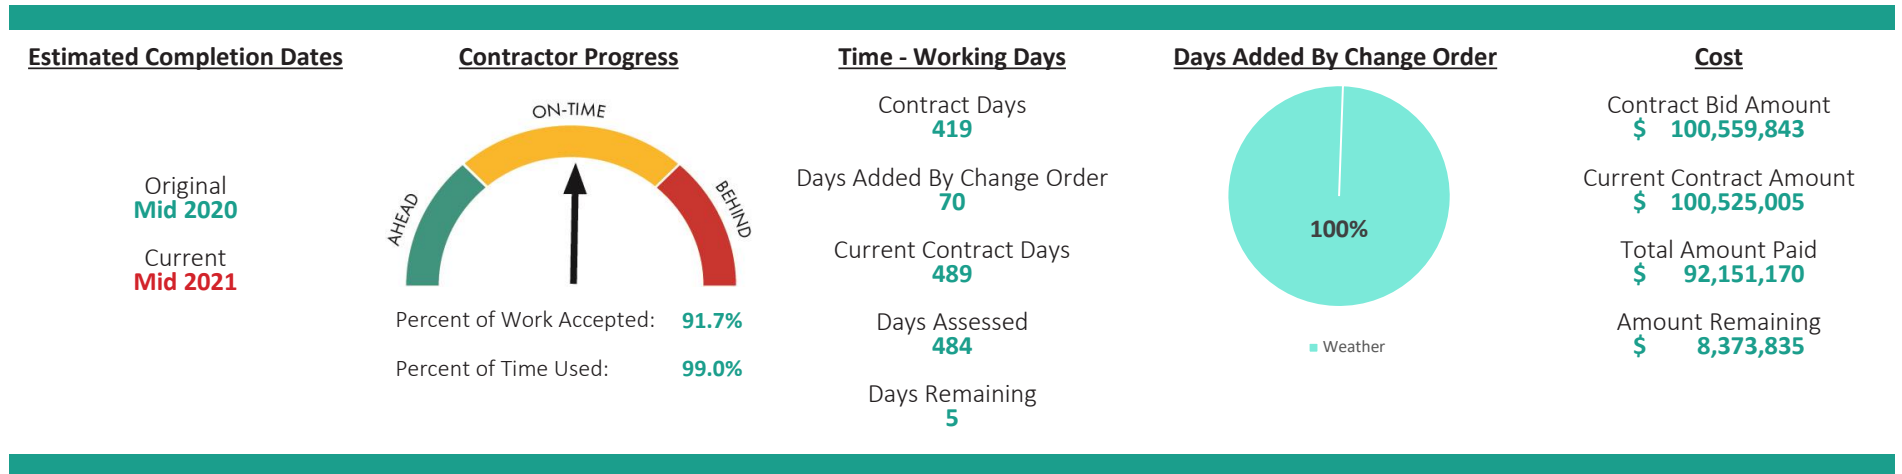 Estimated Completion Dates
Original
Mid 2020
Current
Mid 2021
Contractor Progress
ON-TIME
AHEAD
BEHIND
Percent of Work Accepted: 91.7%
Percent of Time Used: 99.0%
Time - Working Days
Contract Days
419
Days Added By Change Order
70
Current Contract Days
489
Days Assessed
484
Days Remaining
5
Days Added By Change Order
100%
Weather
Cost
Contract Bid Amount
$ 100,559,843
Current Contract Amount
$ 100,525,005
Total Amount Paid
$ 92,151,170
Amount Remaining
$ 8,373,835